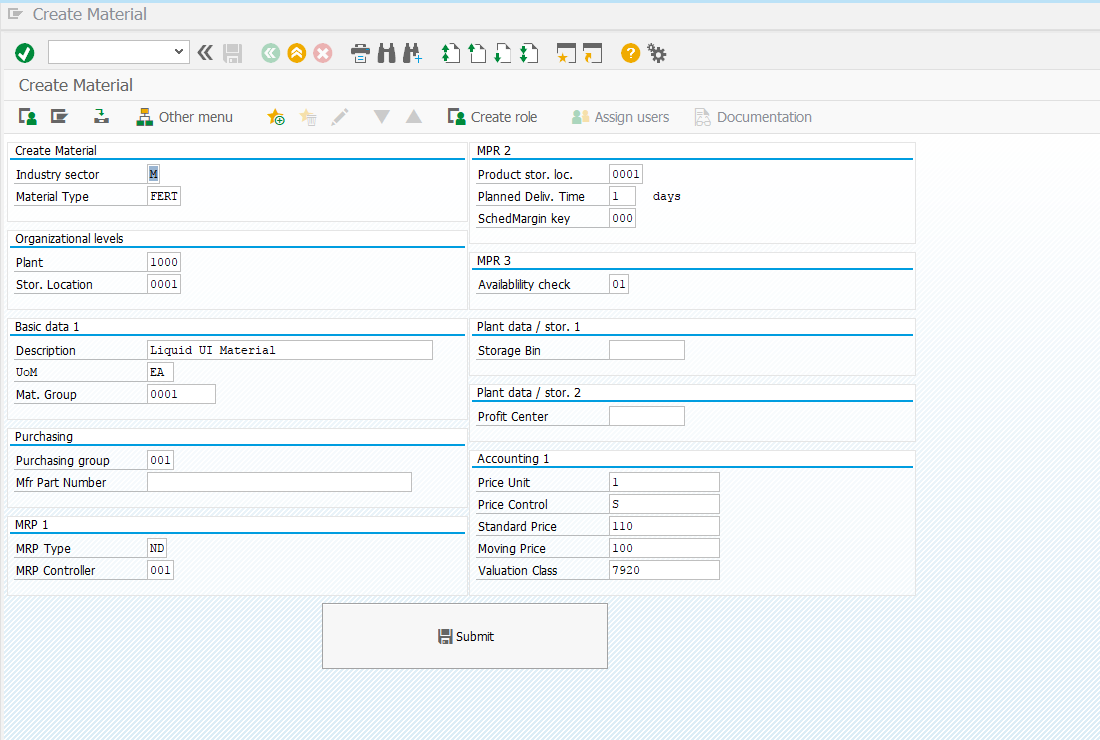 Create Material
Create Material
Other menu Create role Assign users Documentation
Create Material
Industry sector M
Material Type FERT
Organizational levels
Plant 1000
Stor. Location 0001
Basic data 1
Description Liquid UI Material
UoM EA
Mat. Group 0001
Purchasing
Purchasing group 001
Mfr Part Number
MRP 1
MRP Type ND
MRP Controller 001
MPR 2
Product stor. loc. 0001
Planned Deliv. Time 1 days
SchedMargin key 000
MPR 3
Availablility check 01
Plant data / stor. 1
Storage Bin
Plant data / stor. 2
Profit Center
Accounting 1
Price Unit 1
Price Control S
Standard Price 110
Moving Price 100
Valuation Class 7920
Submit